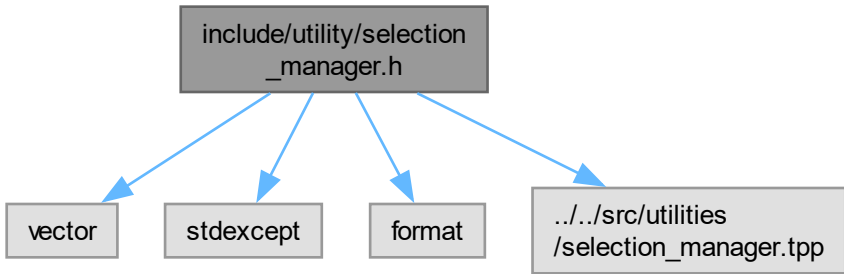 include/utility/selection
_manager.h
vector
stdexcept
format
../../src/utilities
/selection_manager.tpp